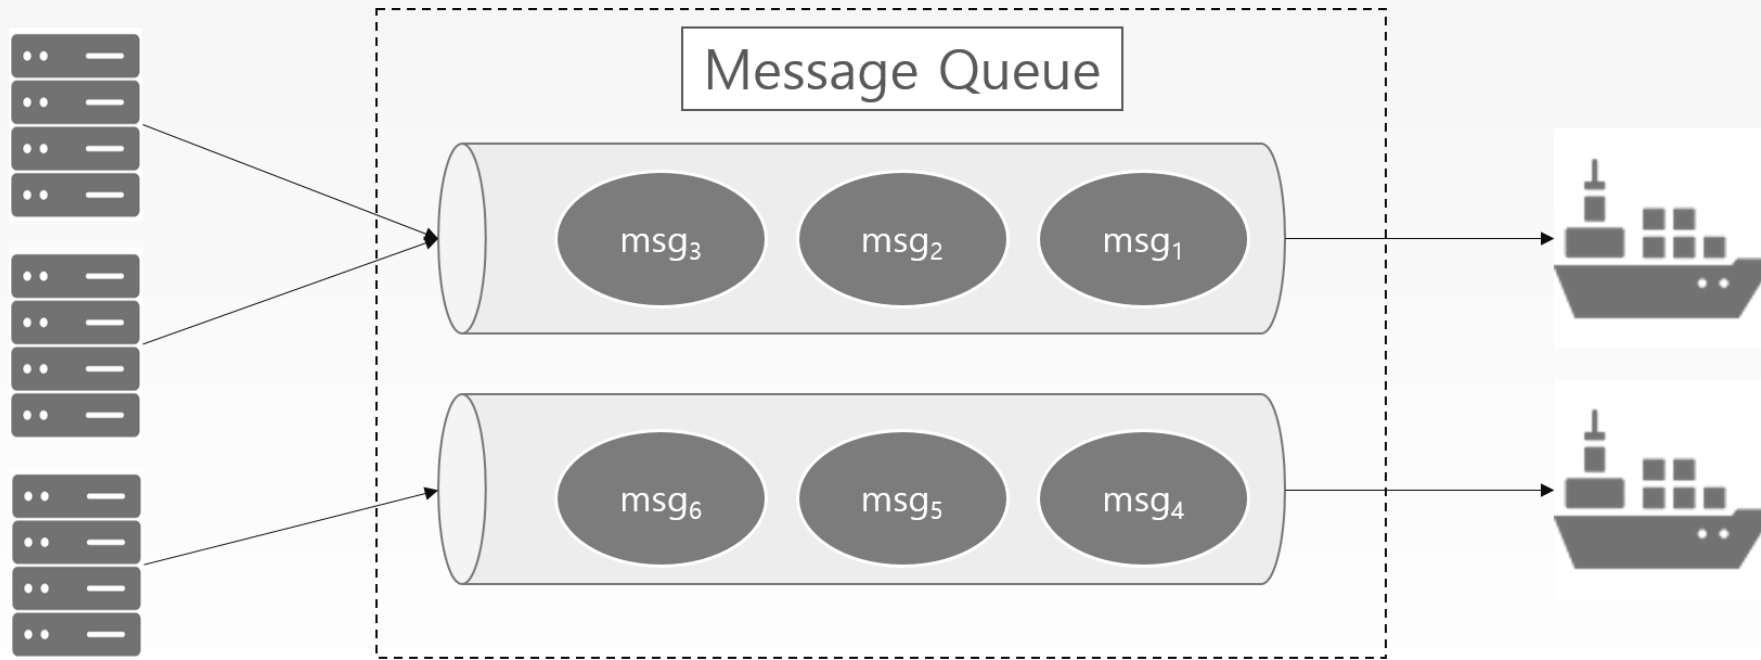 Message Queue
msg₃ msg₂ msg₁
msg₆ msg₅ msg₄